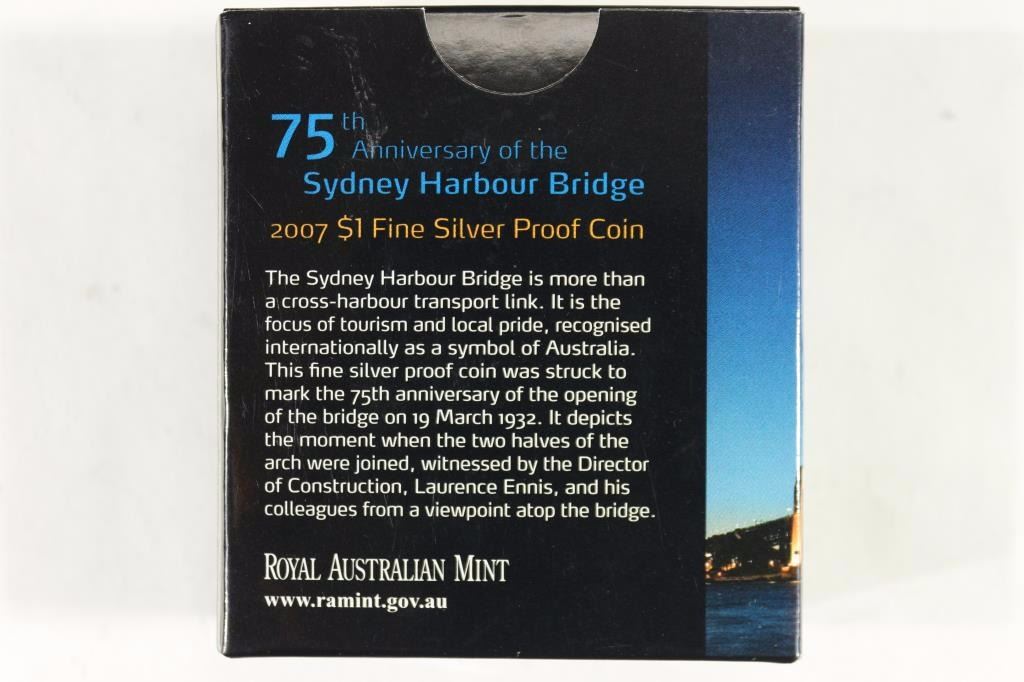 75th
Anniversary of the
Sydney Harbour Bridge
2007 $1 Fine Silver Proof Coin
The Sydney Harbour Bridge is more than
a cross-harbour transport link. It is the
focus of tourism and local pride, recognised
internationally as a symbol of Australia.
This fine silver proof coin was struck to
mark the 75th anniversary of the opening
of the bridge on 19 March 1932. It depicts
the moment when the two halves of the
arch were joined, witnessed by the Director
of Construction, Laurence Ennis, and his
colleagues from a viewpoint atop the bridge.
ROYAL AUSTRALIAN MINT
www.ramint.gov.au